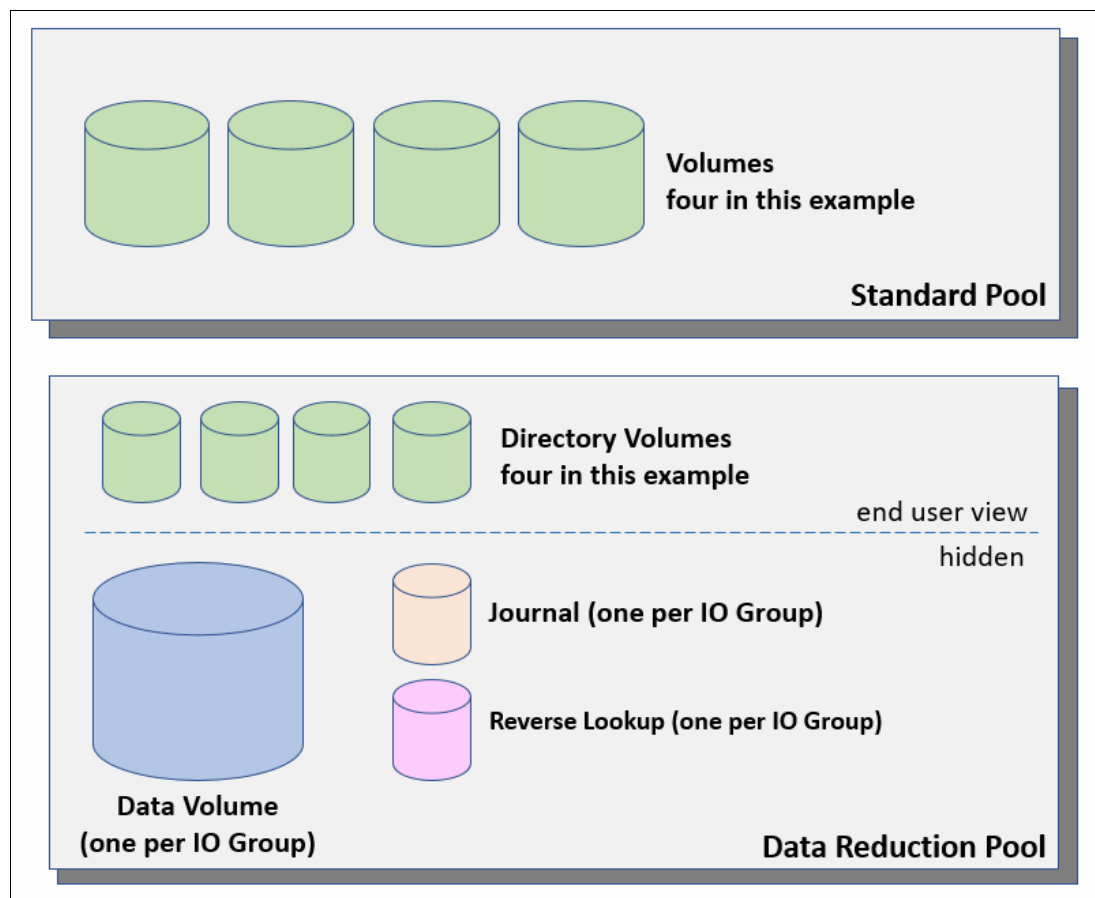 Volumes
four in this example
Standard Pool
Directory Volumes
four in this example
end user view
hidden
Journal (one per IO Group)
Reverse Lookup (one per IO Group)
Data Volume
(one per IO Group)
Data Reduction Pool